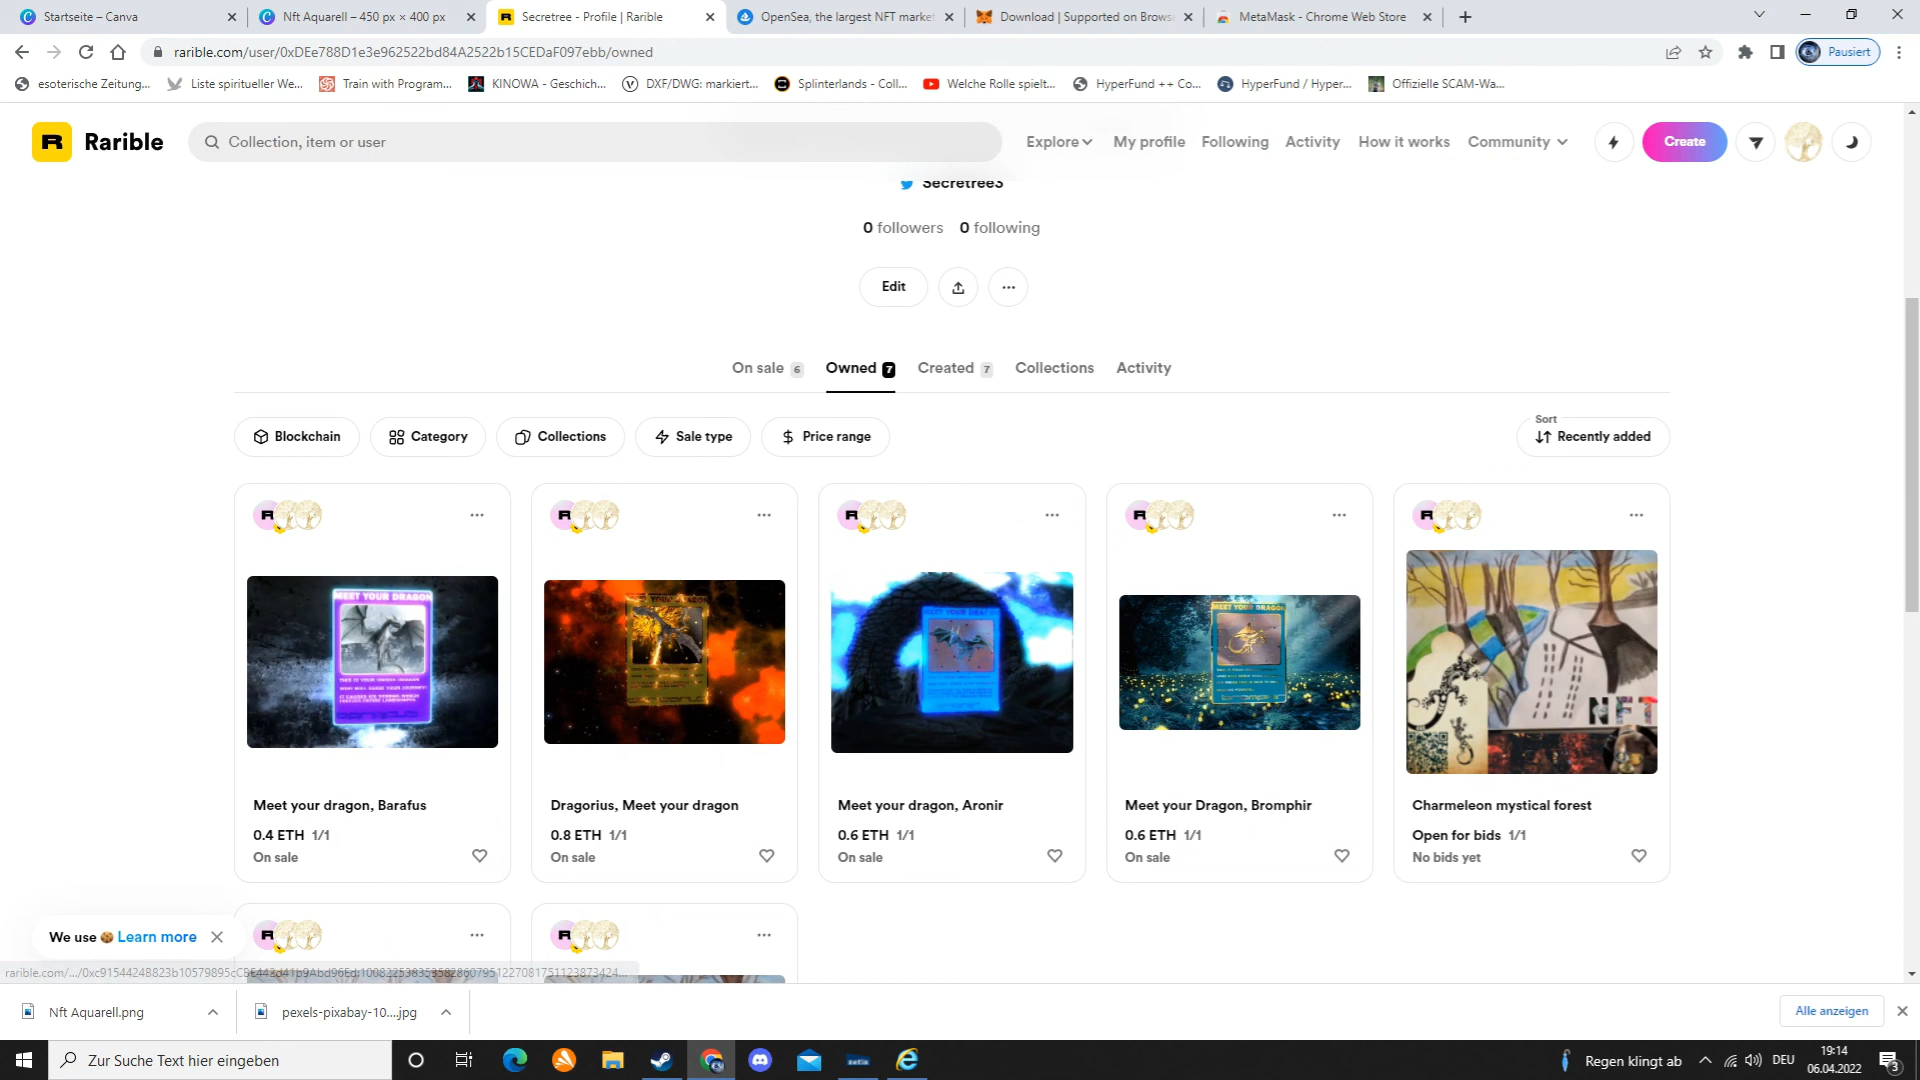 Startseite – Canva
Nft Aquarell – 450 px × 400 px
Secretree - Profile | Rarible
OpenSea, the largest NFT market
Download | Supported on Brows
MetaMask - Chrome Web Store
rarible.com/user/0xDEe788D1e3e962522bd84A2522b15CEDaF097ebb/owned
Pausiert
esoterische Zeitung...
Liste spiritueller We...
Train with Program...
KINOWA - Geschich...
DXF/DWG: markiert...
Splinterlands - Coll...
Welche Rolle spielt...
HyperFund ++ Co...
HyperFund / Hyper...
Offizielle SCAM-Wa...
R Rarible
Collection, item or user
Explore
My profile
Following
Activity
How it works
Community
Create
Secretree3
0 followers 0 following
Edit
On sale 6
Owned 7
Created 7
Collections
Activity
Blockchain
Category
Collections
Sale type
Price range
Sort
Recently added
MEET YOUR DRAGON
MEET YOUR DRAGON
NFT
Meet your dragon, Barafus
0.4 ETH 1/1
On sale
Dragorius, Meet your dragon
0.8 ETH 1/1
On sale
Meet your dragon, Aronir
0.6 ETH 1/1
On sale
Meet your Dragon, Bromphir
0.6 ETH 1/1
On sale
Charmeleon mystical forest
Open for bids 1/1
No bids yet
We use Learn more
Nft Aquarell.png
pexels-pixabay-10....jpg
Alle anzeigen
Zur Suche Text hier eingeben
Regen klingt ab
DEU
19:14
06.04.2022
3